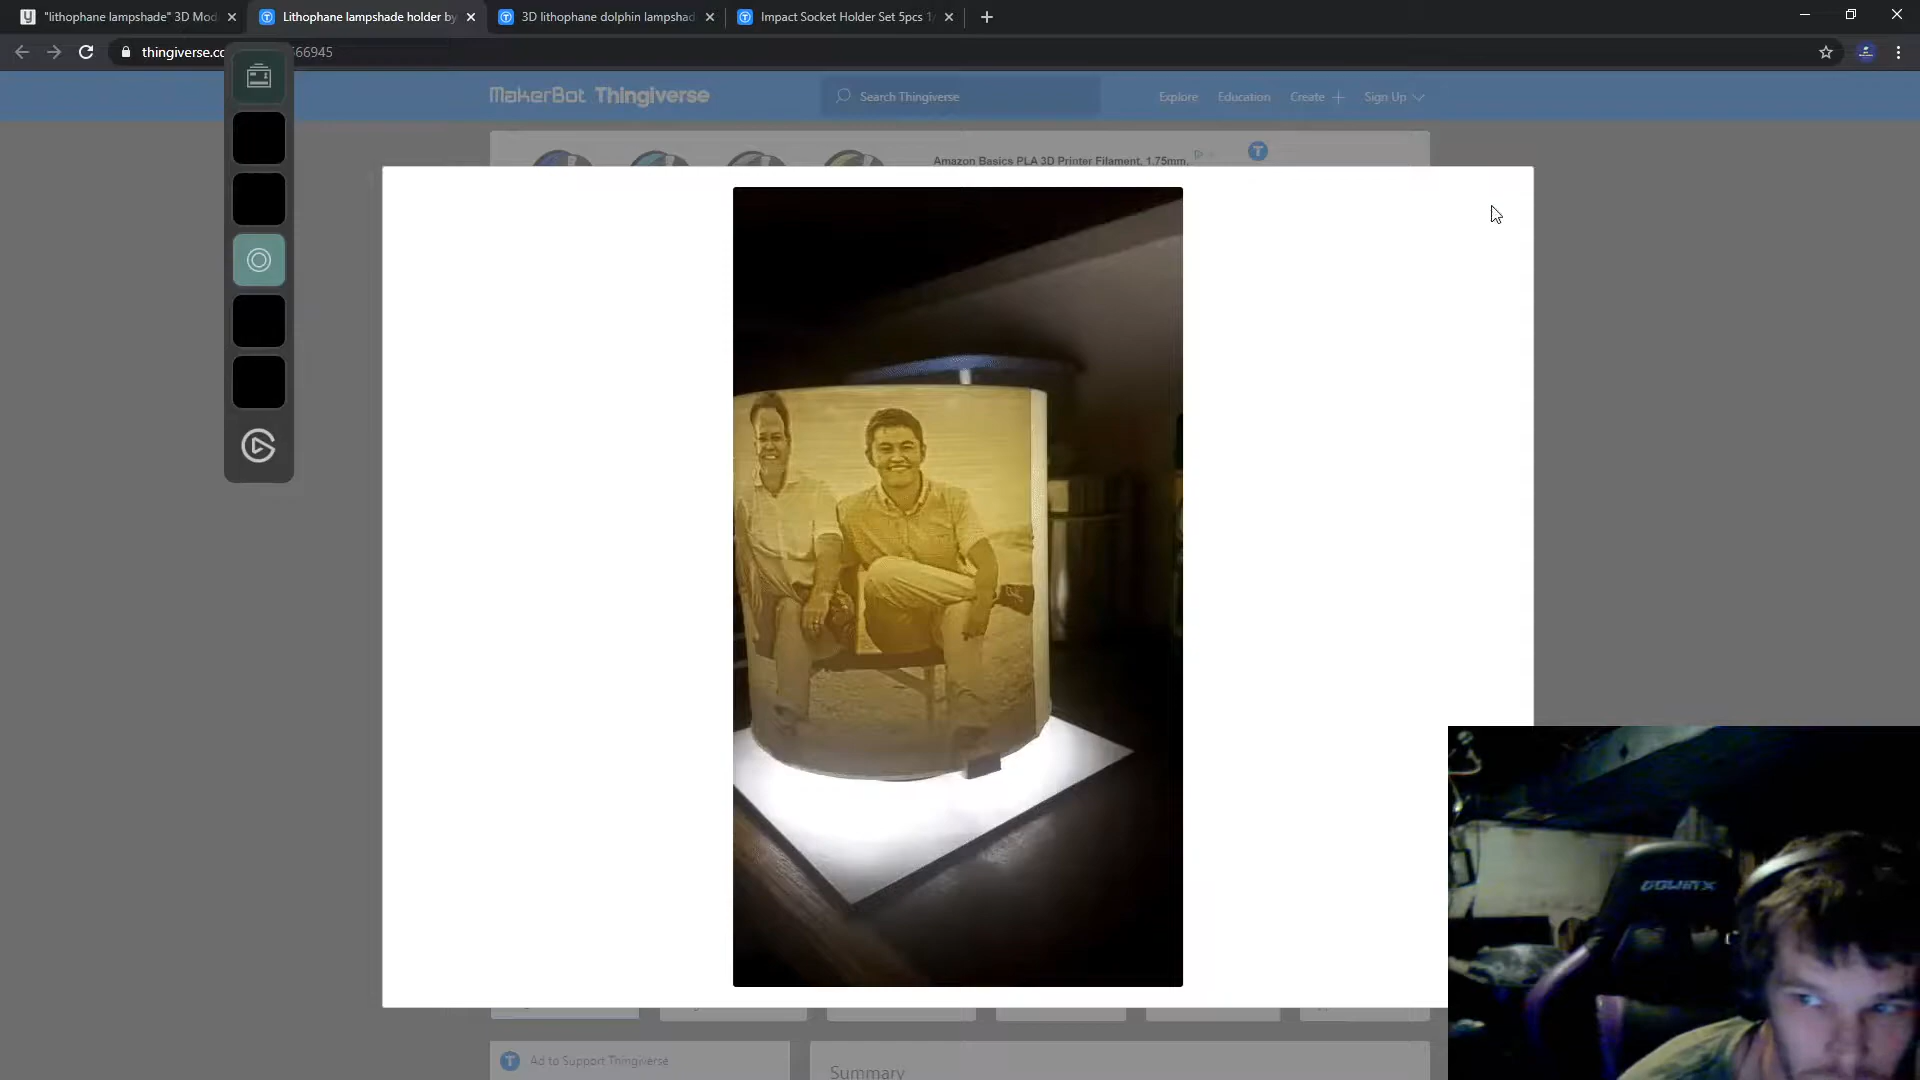 "lithophane lampshade" 3D Mod
Lithophane lampshade holder by
3D lithophane dolphin lampshad
Impact Socket Holder Set 5pcs 1/
thingiverse.co
66945
MakerBot Thingiverse
Search Thingiverse
Explore
Education
Create
Sign Up
Amazon Basics PLA 3D Printer Filament, 1.75mm,
Ad to Support Thingiverse
Summary